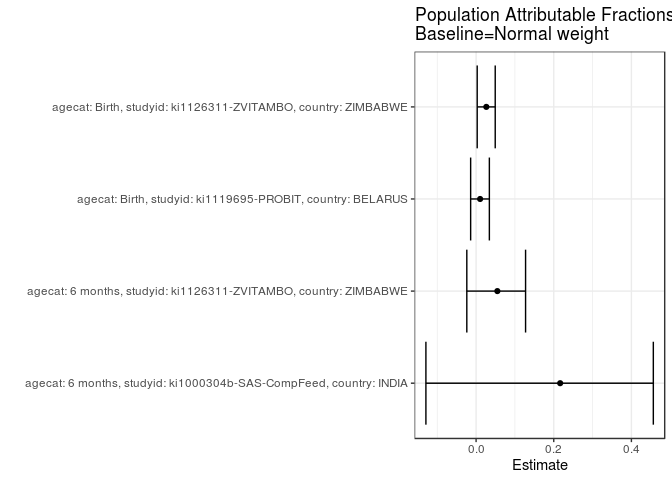 Population Attributable Fractions
Baseline=Normal weight
agecat: Birth, studyid: ki1126311-ZVITAMBO, country: ZIMBABWE
agecat: Birth, studyid: ki1119695-PROBIT, country: BELARUS
agecat: 6 months, studyid: ki1126311-ZVITAMBO, country: ZIMBABWE
agecat: 6 months, studyid: ki1000304b-SAS-CompFeed, country: INDIA
0.0 0.2 0.4
Estimate